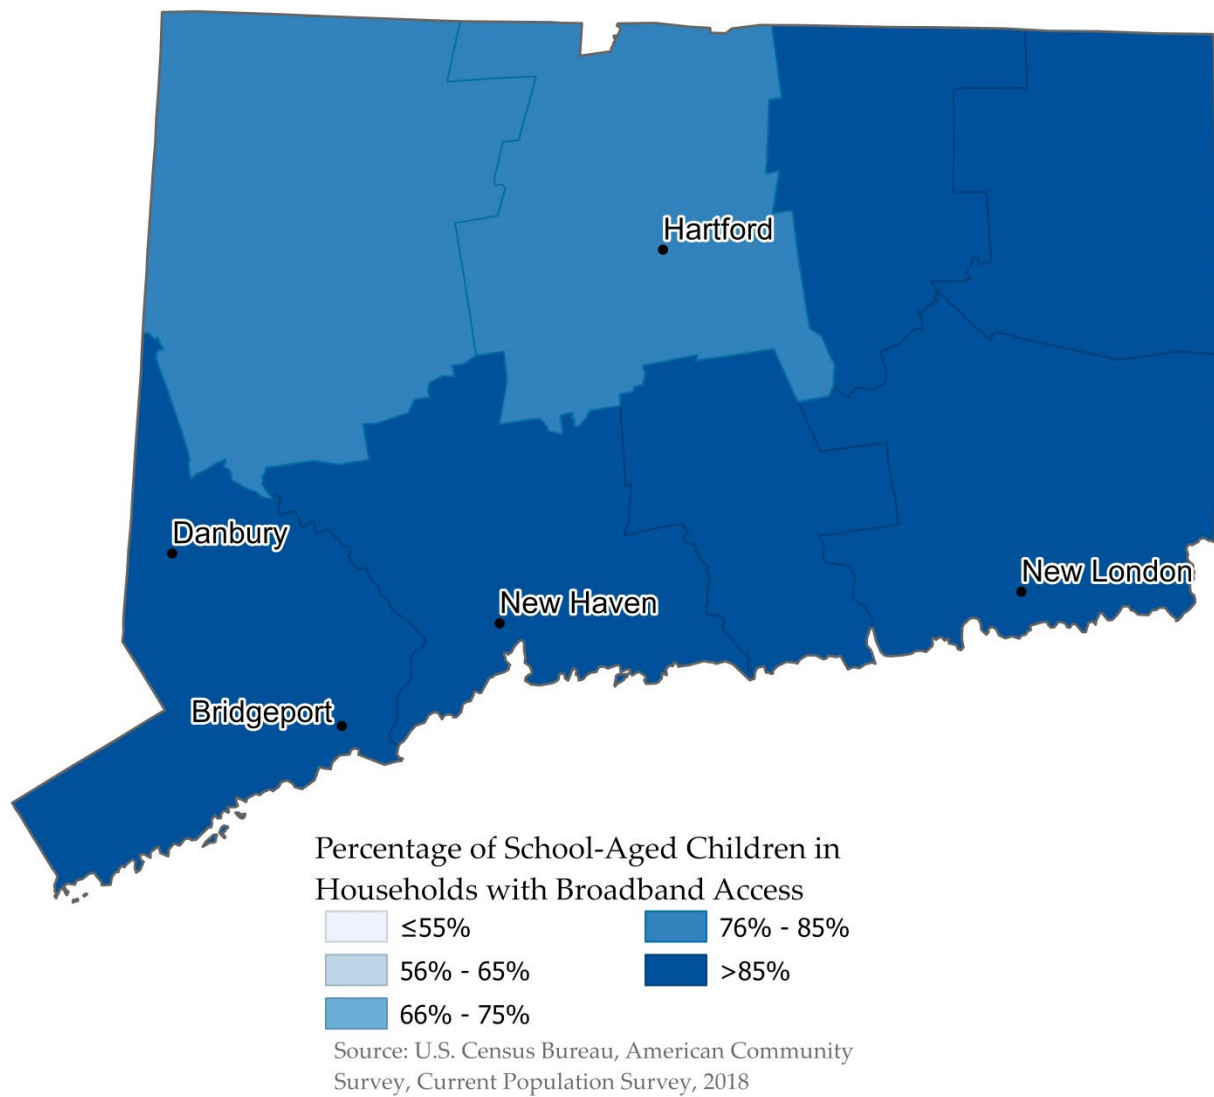 Hartford
Danbury
New London
New Haven
Bridgeport
Percentage of School-Aged Children in
Households with Broadband Access
≤55%
56% - 65%
66% - 75%
76% - 85%
>85%
Source: U.S. Census Bureau, American Community
Survey, Current Population Survey, 2018